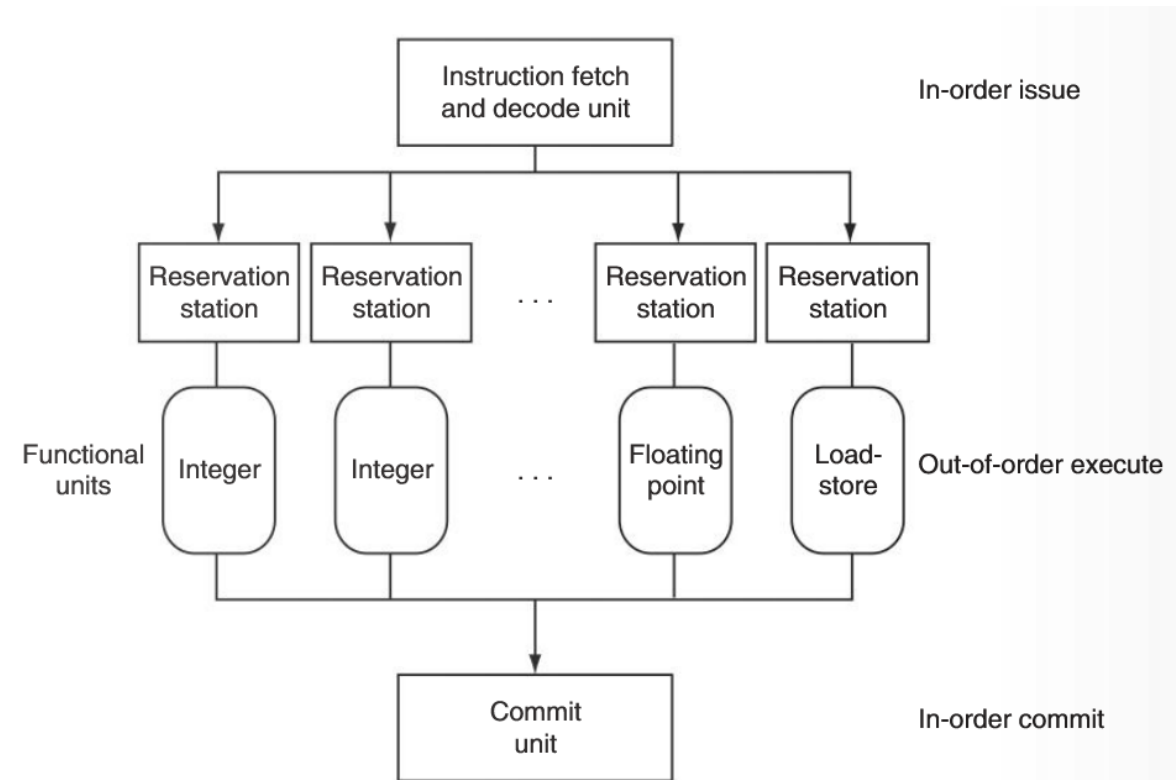 Instruction fetch
and decode unit
In-order issue
Reservation
station
Reservation
station
. . .
Reservation
station
Reservation
station
Functional
units
Integer
Integer
. . .
Floating
point
Load-
store
Out-of-order execute
Commit
unit
In-order commit